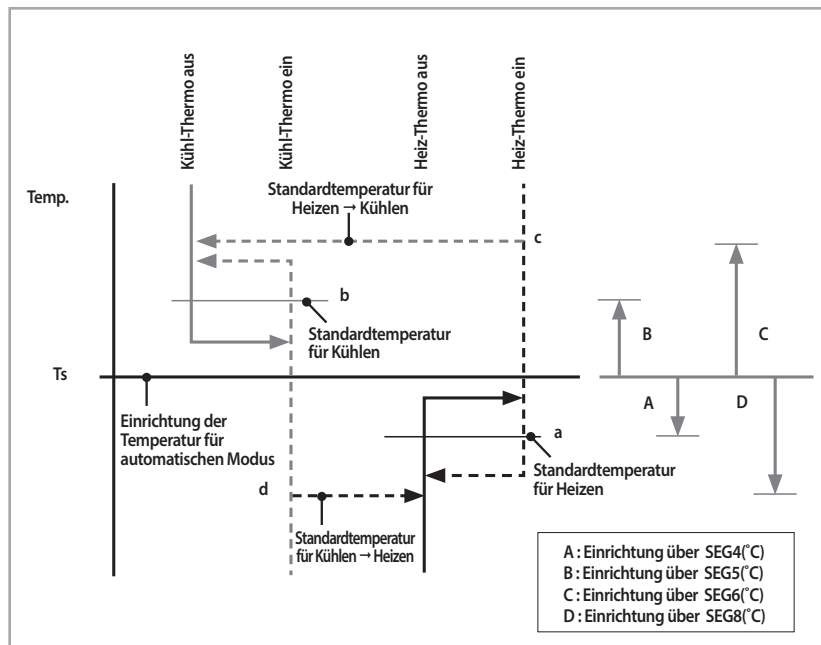 Kühl-Thermo aus
Kühl-Thermo ein
Heiz-Thermo aus
Heiz-Thermo ein
Temp.
Standardtemperatur für
Heizen → Kühlen
c
b
Standardtemperatur
für Kühlen
B
C
Ts
A
D
Einrichtung der
Temperatur für
automatischen Modus
a
Standardtemperatur
für Heizen
d
Standardtemperatur
für Kühlen → Heizen
A : Einrichtung über SEG4(°C)
B : Einrichtung über SEG5(°C)
C : Einrichtung über SEG6(°C)
D : Einrichtung über SEG8(°C)